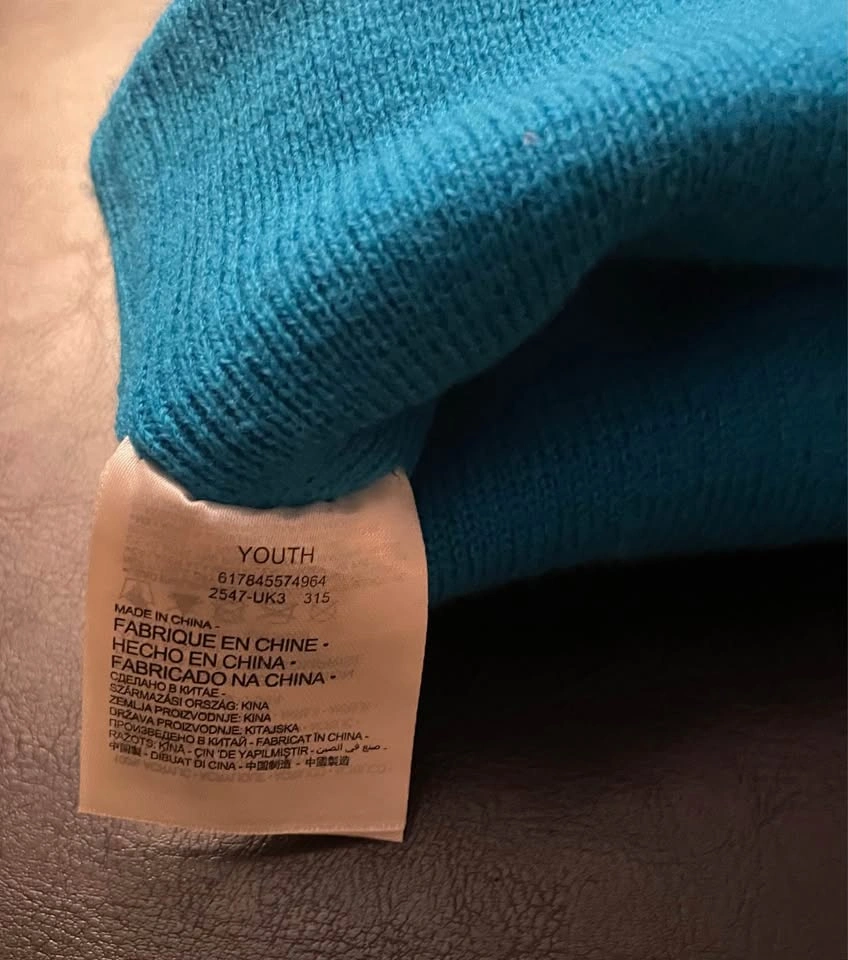 YOUTH
617845574964
2547-UK3 315
MADE IN CHINA -
FABRIQUE EN CHINE -
HECHO EN CHINA -
FABRICADO NA CHINA -
СДЕЛАНО В КИТАЕ -
SZÁRMAZÁSI ORSZÁG: KINA
ZEMLJA PROIZVODNJE: KINA
DRŽAVA PROIZVODNJE: KITAJSKA
ПРОИЗВЕДЕНО В КИТАЙ - FABRICAT ÎN CHINA -
RAŽOTS: ĶĪNA - ÇIN 'DE YAPILMIŞTIR - صنع في الصين -
中国製 - DIBUAT DI CINA - 中国制造 - 中國製造